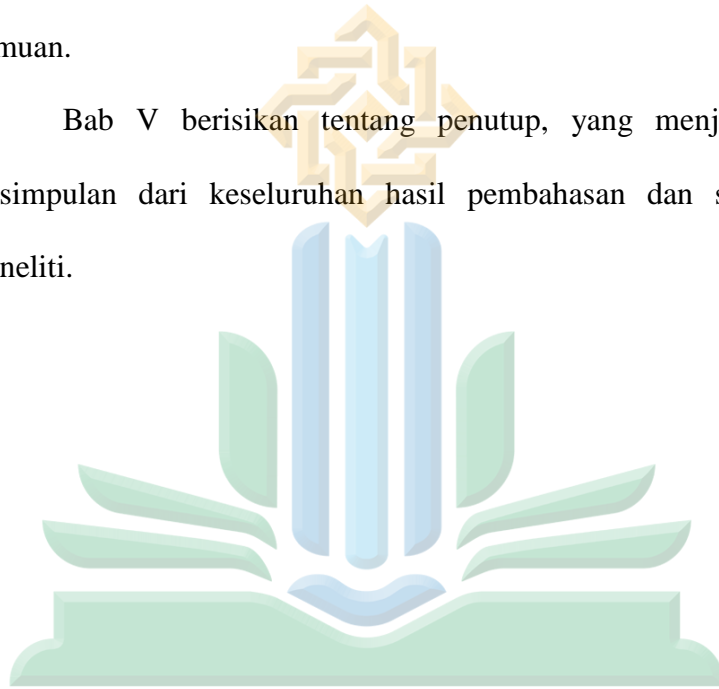 muan.
Bab V berisikan tentang penutup, yang menj
simpulan dari keseluruhan hasil pembahasan dan s
neliti.